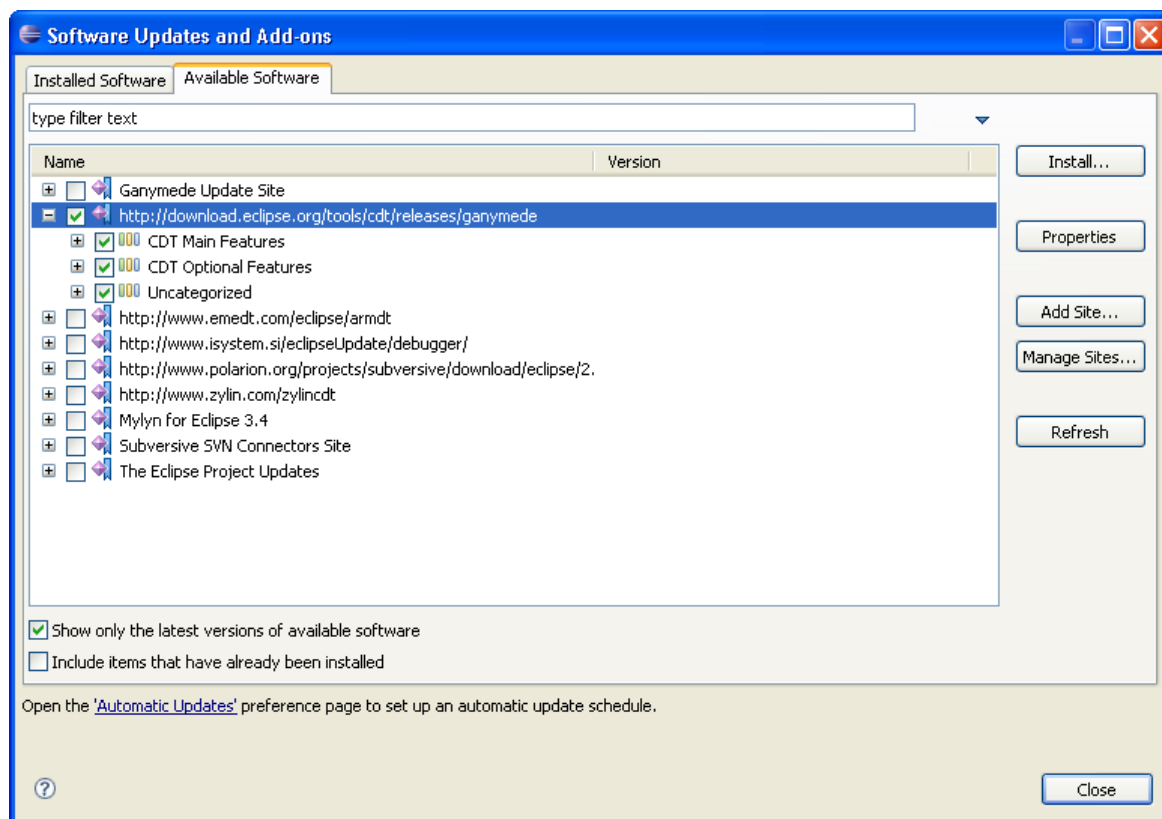 Software Updates and Add-ons
Installed Software
Available Software
type filter text
Name
Version
Install...
Ganymede Update Site
http://download.eclipse.org/tools/cdt/releases/ganymede
CDT Main Features
Properties
CDT Optional Features
Uncategorized
http://www.emedt.com/eclipse/armdt
Add Site...
http://www.isystem.si/eclipseUpdate/debugger/
http://www.polarion.org/projects/subversive/download/eclipse/2.
Manage Sites...
http://www.zylin.com/zylincdt
Mylyn for Eclipse 3.4
Refresh
Subversive SVN Connectors Site
The Eclipse Project Updates
Show only the latest versions of available software
Include items that have already been installed
Open the 'Automatic Updates' preference page to set up an automatic update schedule.
?
Close